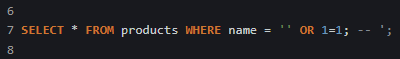 6
7 SELECT * FROM products WHERE name = '' OR 1=1; -- ';
8